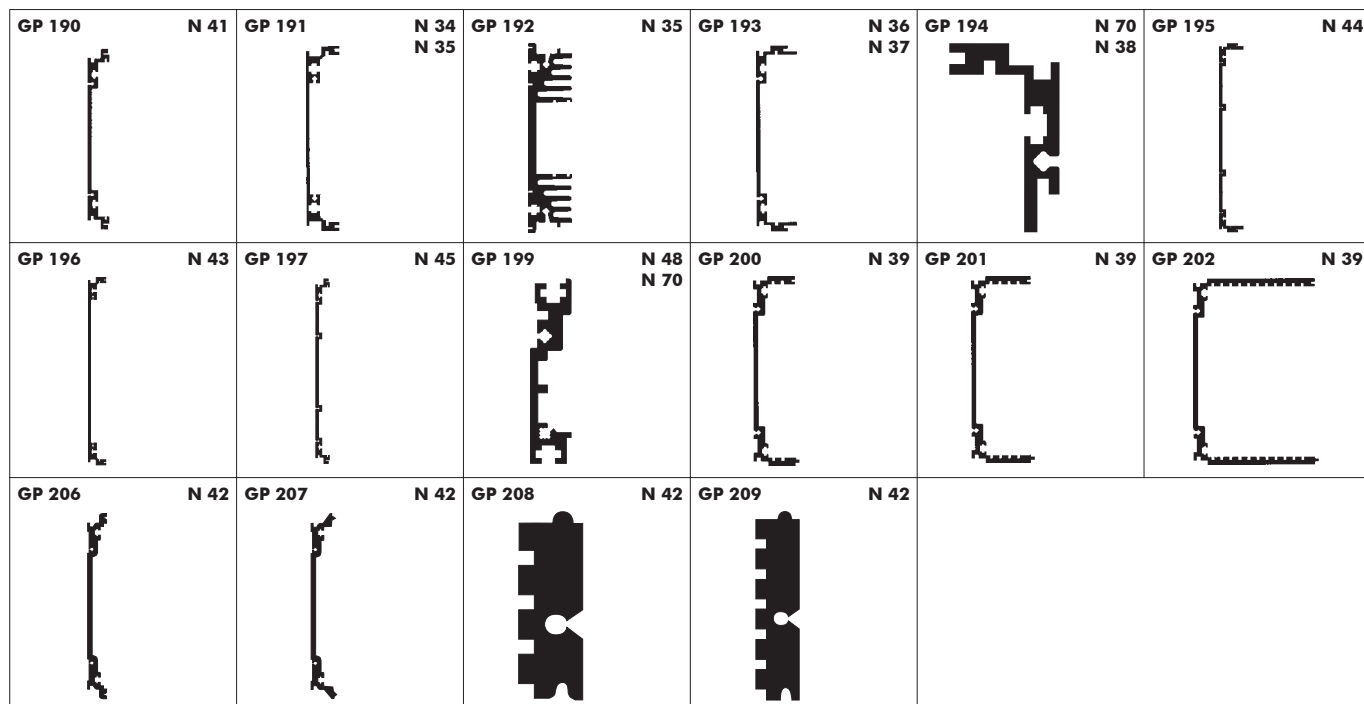 GP 190 N 41
GP 191 N 34
N 35
GP 192 N 35
GP 193 N 36
N 37
GP 194 N 70
N 38
GP 195 N 44
GP 196 N 43
GP 197 N 45
GP 199 N 48
N 70
GP 200 N 39
GP 201 N 39
GP 202 N 39
GP 206 N 42
GP 207 N 42
GP 208 N 42
GP 209 N 42